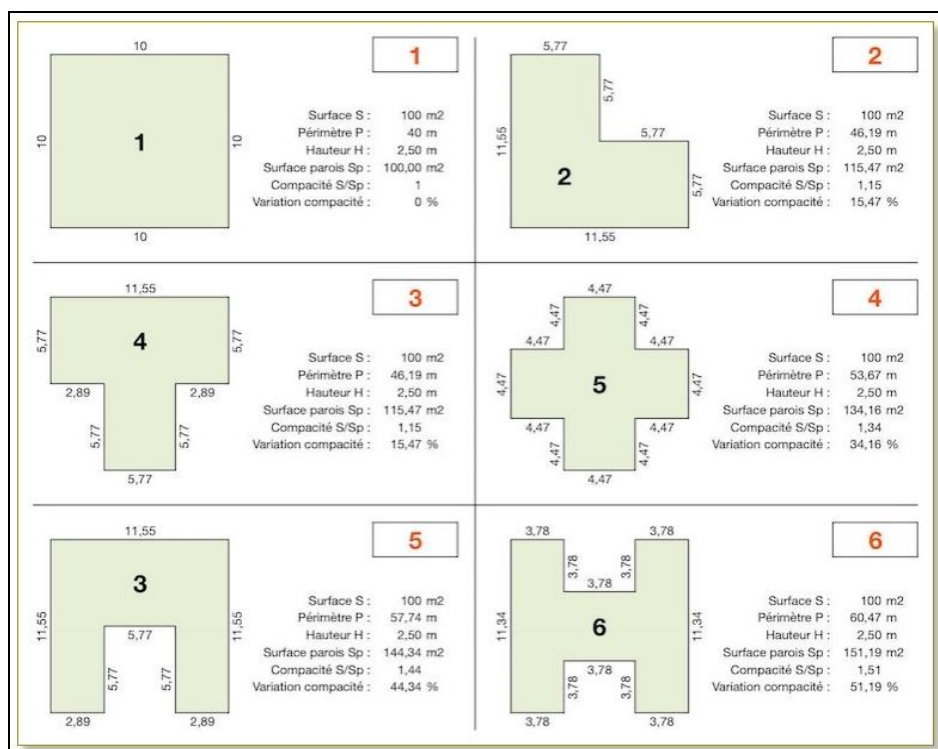 10
1
10
1
10
10
Surface S : 100 m2
Périmètre P : 40 m
Hauteur H : 2,50 m
Surface parois Sp : 100,00 m2
Compacité S/Sp : 1
Variation compacité : 0 %
5,77
2
5,77
5,77
11,55
2
5,77
11,55
Surface S : 100 m2
Périmètre P : 46,19 m
Hauteur H : 2,50 m
Surface parois Sp : 115,47 m2
Compacité S/Sp : 1,15
Variation compacité : 15,47 %
11,55
3
5,77
4
5,77
2,89
2,89
5,77
5,77
5,77
Surface S : 100 m2
Périmètre P : 46,19 m
Hauteur H : 2,50 m
Surface parois Sp : 115,47 m2
Compacité S/Sp : 1,15
Variation compacité : 15,47 %
4,47
4
4,47
4,47
4,47
4,47
4,47
5
4,47
4,47
4,47
4,47
4,47
4,47
Surface S : 100 m2
Périmètre P : 53,67 m
Hauteur H : 2,50 m
Surface parois Sp : 134,16 m2
Compacité S/Sp : 1,34
Variation compacité : 34,16 %
11,55
5
3
11,55
5,77
11,55
5,77
5,77
2,89
2,89
Surface S : 100 m2
Périmètre P : 57,74 m
Hauteur H : 2,50 m
Surface parois Sp : 144,34 m2
Compacité S/Sp : 1,44
Variation compacité : 44,34 %
3,78
3,78
6
3,78
3,78
3,78
11,34
6
11,34
3,78
3,78
3,78
3,78
3,78
Surface S : 100 m2
Périmètre P : 60,47 m
Hauteur H : 2,50 m
Surface parois Sp : 151,19 m2
Compacité S/Sp : 1,51
Variation compacité : 51,19 %